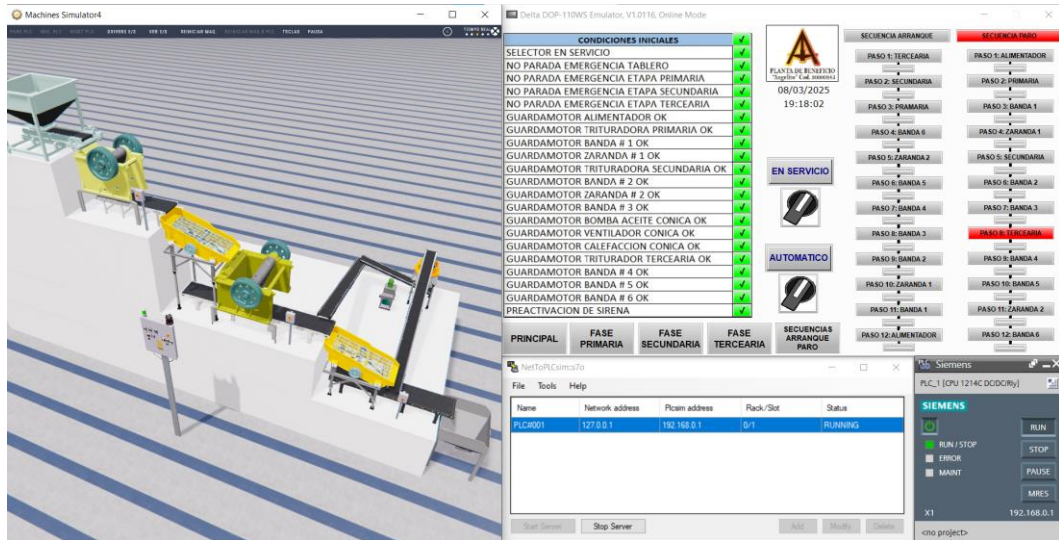 Machines Simulator4
DRIVERS E/S
VER E/S
REINICIAR MAQ.
TECLAS
PAUSA
Delta DOP-110WS Emulator, V1.0116, Online Mode
CONDICIONES INICIALES
SELECTOR EN SERVICIO
NO PARADA EMERGENCIA TABLERO
NO PARADA EMERGENCIA ETAPA PRIMARIA
NO PARADA EMERGENCIA ETAPA SECUNDARIA
NO PARADA EMERGENCIA ETAPA TERCEARIA
GUARDAMOTOR ALIMENTADOR OK
GUARDAMOTOR TRITURADORA PRIMARIA OK
GUARDAMOTOR BANDA # 1 OK
GUARDAMOTOR ZARANDA # 1 OK
GUARDAMOTOR TRITURADORA SECUNDARIA OK
GUARDAMOTOR BANDA # 2 OK
GUARDAMOTOR ZARANDA # 2 OK
GUARDAMOTOR BANDA # 3 OK
GUARDAMOTOR BOMBA ACEITE CONICA OK
GUARDAMOTOR VENTILADOR CONICA OK
GUARDAMOTOR CALEFACCION CONICA OK
GUARDAMOTOR TRITURADOR TERCEARIA OK
GUARDAMOTOR BANDA # 4 OK
GUARDAMOTOR BANDA # 5 OK
GUARDAMOTOR BANDA # 6 OK
PREACTIVACION DE SIRENA
PLANTA DE BENEFICIO
08/03/2025
19:18:02
EN SERVICIO
AUTOMATICO
SECUENCIA ARRANQUE
PASO 1: TERCEARIA
PASO 2: SECUNDARIA
PASO 3: PRAMARIA
PASO 4: BANDA 6
PASO 5: ZARANDA 2
PASO 6: BANDA 5
PASO 7: BANDA 4
PASO 8: BANDA 3
PASO 9: BANDA 2
PASO 10: ZARANDA 1
PASO 11: BANDA 1
PASO 12: ALIMENTADOR
SECUENCIA PARO
PASO 1: ALIMENTADOR
PASO 2: PRIMARIA
PASO 3: BANDA 1
PASO 4: ZARANDA 1
PASO 5: SECUNDARIA
PASO 6: BANDA 2
PASO 7: BANDA 3
PASO 8: TERCEARIA
PASO 9: BANDA 4
PASO 10: BANDA 5
PASO 11: ZARANDA 2
PASO 12: BANDA 6
PRINCIPAL
FASE PRIMARIA
FASE SECUNDARIA
FASE TERCEARIA
SECUENCIAS ARRANQUE PARO
NetToPLCsim::s7o
File Tools Help
Name Network address Plcsim address Rack/Slot Status
PLC#001 127.0.0.1 192.168.0.1 0/1 RUNNING
Start Server Stop Server Add Modify Delete
Siemens
PLC_1 [CPU 1214C DC/DC/Rly]
SIEMENS
RUN
RUN / STOP
STOP
ERROR
MAINT
PAUSE
MRES
X1 192.168.0.1
<no project>